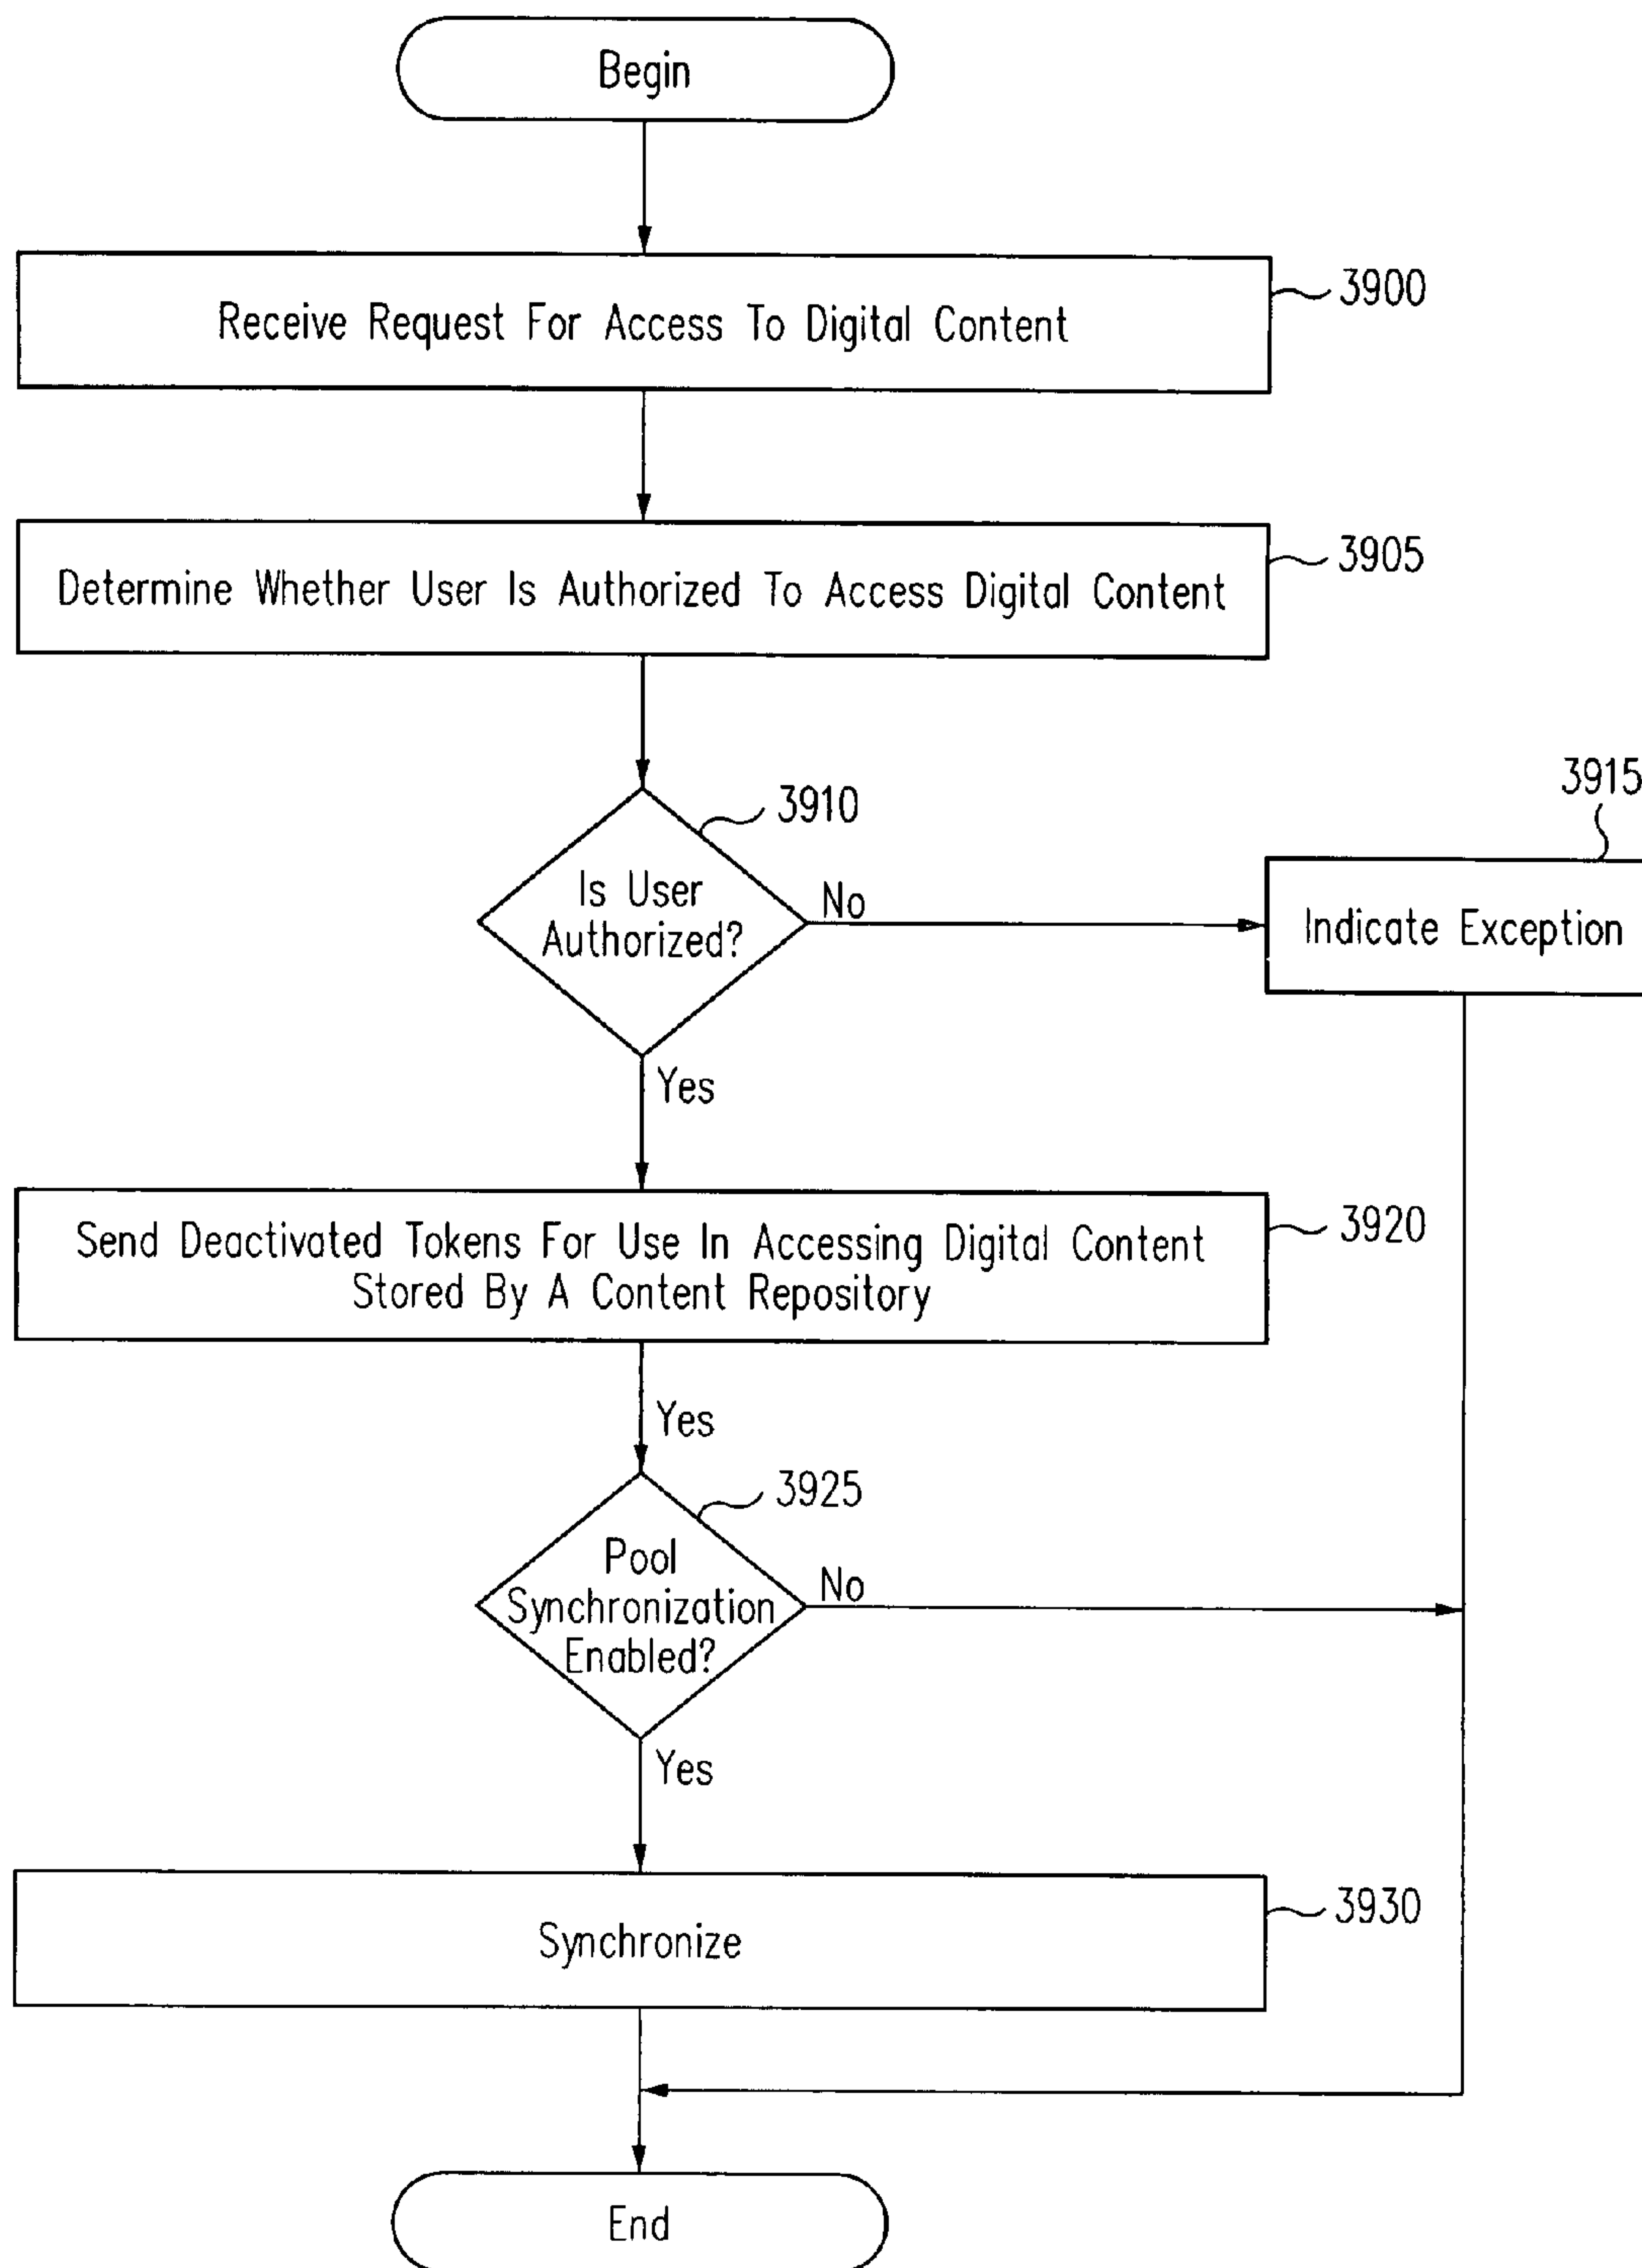 Begin
3900
Receive Request For Access To Digital Content
3905
Determine Whether User Is Authorized To Access Digital Content
3910
3915
Is User
Authorized?
No
Indicate Exception
Yes
3920
Send Deactivated Tokens For Use In Accessing Digital Content
Stored By A Content Repository
Yes
3925
Pool
Synchronization
Enabled?
No
Yes
3930
Synchronize
End